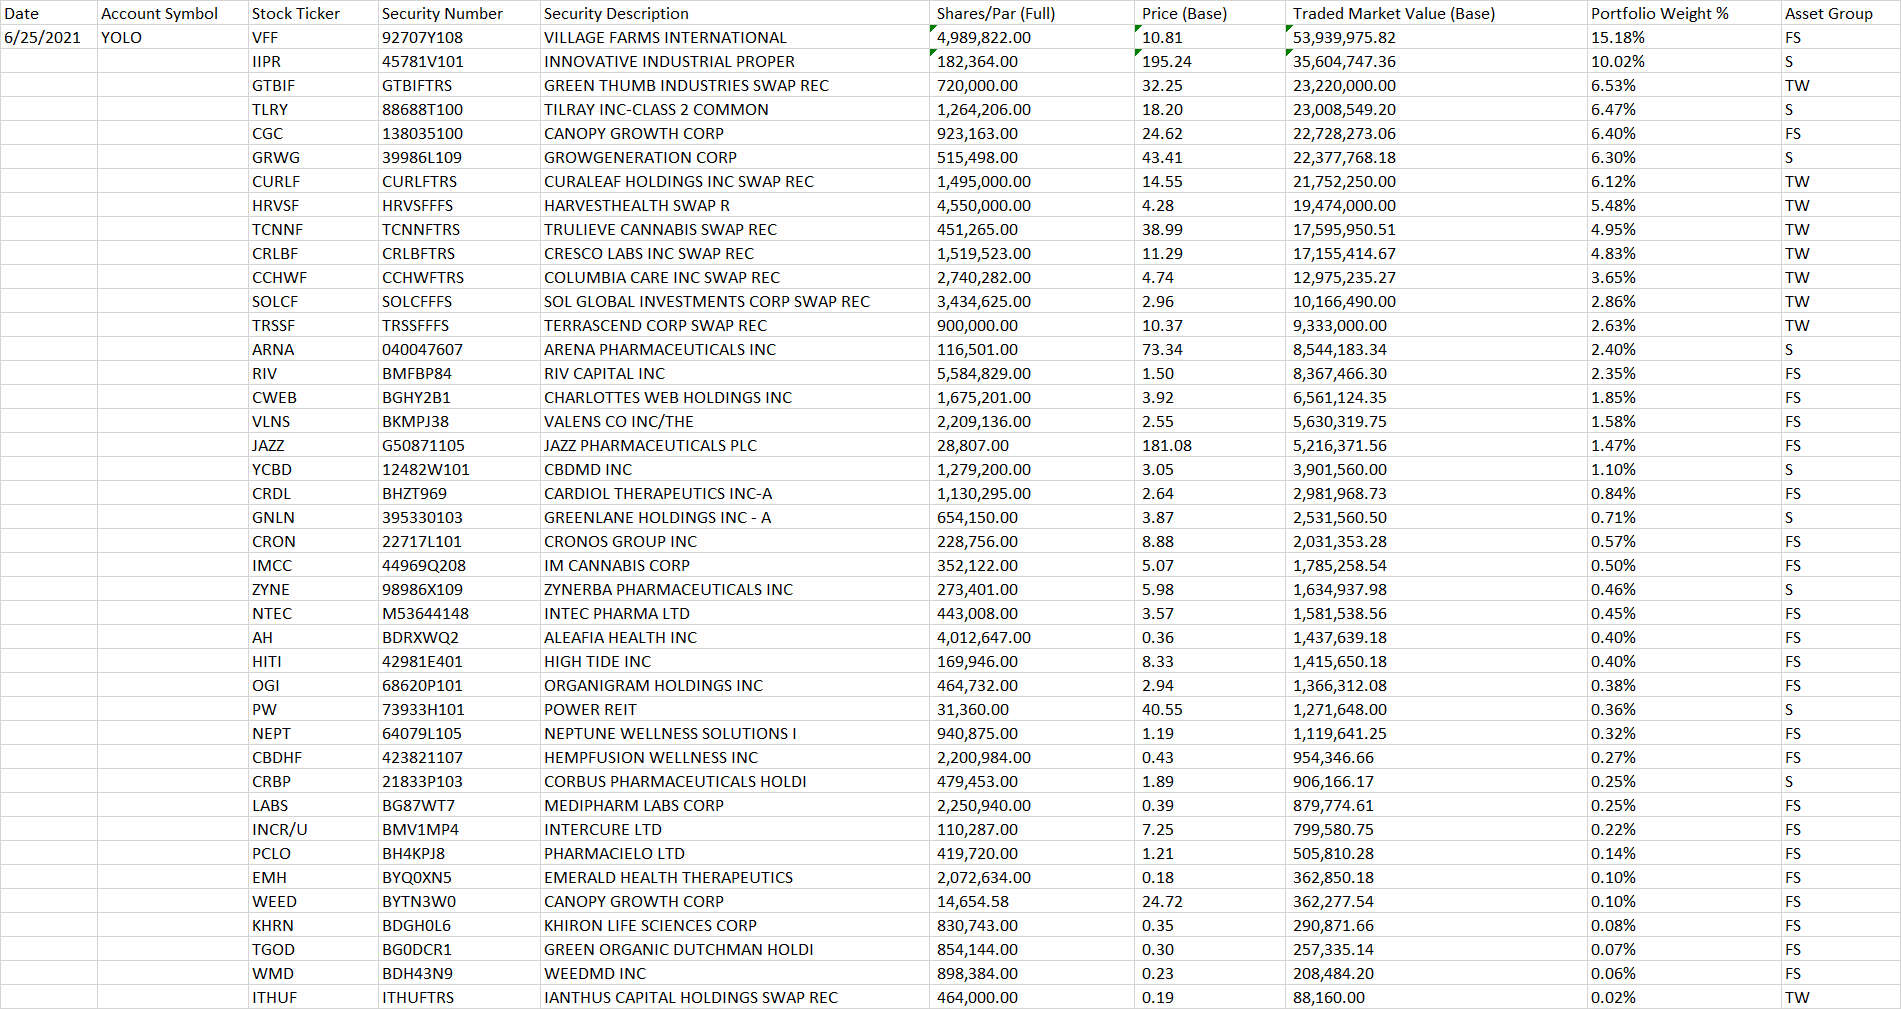 Date Account Symbol Stock Ticker Security Number Security Description Shares/Par (Full) Price (Base) Traded Market Value (Base) Portfolio Weight % Asset Group
6/25/2021 YOLO VFF 92707Y108 VILLAGE FARMS INTERNATIONAL 4,989,822.00 10.81 53,939,975.82 15.18% FS
IIPR 45781V101 INNOVATIVE INDUSTRIAL PROPER 182,364.00 195.24 35,604,747.36 10.02% S
GTBIF GTBIFTRS GREEN THUMB INDUSTRIES SWAP REC 720,000.00 32.25 23,220,000.00 6.53% TW
TLRY 88688T100 TILRAY INC-CLASS 2 COMMON 1,264,206.00 18.20 23,008,549.20 6.47% S
CGC 138035100 CANOPY GROWTH CORP 923,163.00 24.62 22,728,273.06 6.40% FS
GRWG 39986L109 GROWGENERATION CORP 515,498.00 43.41 22,377,768.18 6.30% S
CURLF CURLFTRS CURALEAF HOLDINGS INC SWAP REC 1,495,000.00 14.55 21,752,250.00 6.12% TW
HRVSF HRVSFFFS HARVESTHEALTH SWAP R 4,550,000.00 4.28 19,474,000.00 5.48% TW
TCNNF TCNNFTRS TRULIEVE CANNABIS SWAP REC 451,265.00 38.99 17,595,950.51 4.95% TW
CRLBF CRLBFTRS CRESCO LABS INC SWAP REC 1,519,523.00 11.29 17,155,414.67 4.83% TW
CCHWF CCHWFTRS COLUMBIA CARE INC SWAP REC 2,740,282.00 4.74 12,975,235.27 3.65% TW
SOLCF SOLCFFFS SOL GLOBAL INVESTMENTS CORP SWAP REC 3,434,625.00 2.96 10,166,490.00 2.86% TW
TRSSF TRSSFFFS TERRASCEND CORP SWAP REC 900,000.00 10.37 9,333,000.00 2.63% TW
ARNA 040047607 ARENA PHARMACEUTICALS INC 116,501.00 73.34 8,544,183.34 2.40% S
RIV BMFBP84 RIV CAPITAL INC 5,584,829.00 1.50 8,367,466.30 2.35% FS
CWEB BGHY2B1 CHARLOTTES WEB HOLDINGS INC 1,675,201.00 3.92 6,561,124.35 1.85% FS
VLNS BKMPJ38 VALENS CO INC/THE 2,209,136.00 2.55 5,630,319.75 1.58% FS
JAZZ G50871105 JAZZ PHARMACEUTICALS PLC 28,807.00 181.08 5,216,371.56 1.47% FS
YCBD 12482W101 CBDMD INC 1,279,200.00 3.05 3,901,560.00 1.10% S
CRDL BHZT969 CARDIOL THERAPEUTICS INC-A 1,130,295.00 2.64 2,981,968.73 0.84% FS
GNLN 395330103 GREENLANE HOLDINGS INC - A 654,150.00 3.87 2,531,560.50 0.71% S
CRON 22717L101 CRONOS GROUP INC 228,756.00 8.88 2,031,353.28 0.57% FS
IMCC 44969Q208 IM CANNABIS CORP 352,122.00 5.07 1,785,258.54 0.50% FS
ZYNE 98986X109 ZYNERBA PHARMACEUTICALS INC 273,401.00 5.98 1,634,937.98 0.46% S
NTEC M53644148 INTEC PHARMA LTD 443,008.00 3.57 1,581,538.56 0.45% FS
AH BDRXWQ2 ALEAFIA HEALTH INC 4,012,647.00 0.36 1,437,639.18 0.40% FS
HITI 42981E401 HIGH TIDE INC 169,946.00 8.33 1,415,650.18 0.40% FS
OGI 68620P101 ORGANIGRAM HOLDINGS INC 464,732.00 2.94 1,366,312.08 0.38% FS
PW 73933H101 POWER REIT 31,360.00 40.55 1,271,648.00 0.36% S
NEPT 64079L105 NEPTUNE WELLNESS SOLUTIONS I 940,875.00 1.19 1,119,641.25 0.32% FS
CBDHF 423821107 HEMPFUSION WELLNESS INC 2,200,984.00 0.43 954,346.66 0.27% FS
CRBP 21833P103 CORBUS PHARMACEUTICALS HOLDI 479,453.00 1.89 906,166.17 0.25% S
LABS BG87WT7 MEDIPHARM LABS CORP 2,250,940.00 0.39 879,774.61 0.25% FS
INCR/U BMV1MP4 INTERCURE LTD 110,287.00 7.25 799,580.75 0.22% FS
PCLO BH4KPJ8 PHARMACIELO LTD 419,720.00 1.21 505,810.28 0.14% FS
EMH BYQ0XN5 EMERALD HEALTH THERAPEUTICS 2,072,634.00 0.18 362,850.18 0.10% FS
WEED BYTN3W0 CANOPY GROWTH CORP 14,654.58 24.72 362,277.54 0.10% FS
KHRN BDGH0L6 KHIRON LIFE SCIENCES CORP 830,743.00 0.35 290,871.66 0.08% FS
TGOD BG0DCR1 GREEN ORGANIC DUTCHMAN HOLDI 854,144.00 0.30 257,335.14 0.07% FS
WMD BDH43N9 WEEDMD INC 898,384.00 0.23 208,484.20 0.06% FS
ITHUF ITHUFTRS IANTHUS CAPITAL HOLDINGS SWAP REC 464,000.00 0.19 88,160.00 0.02% TW